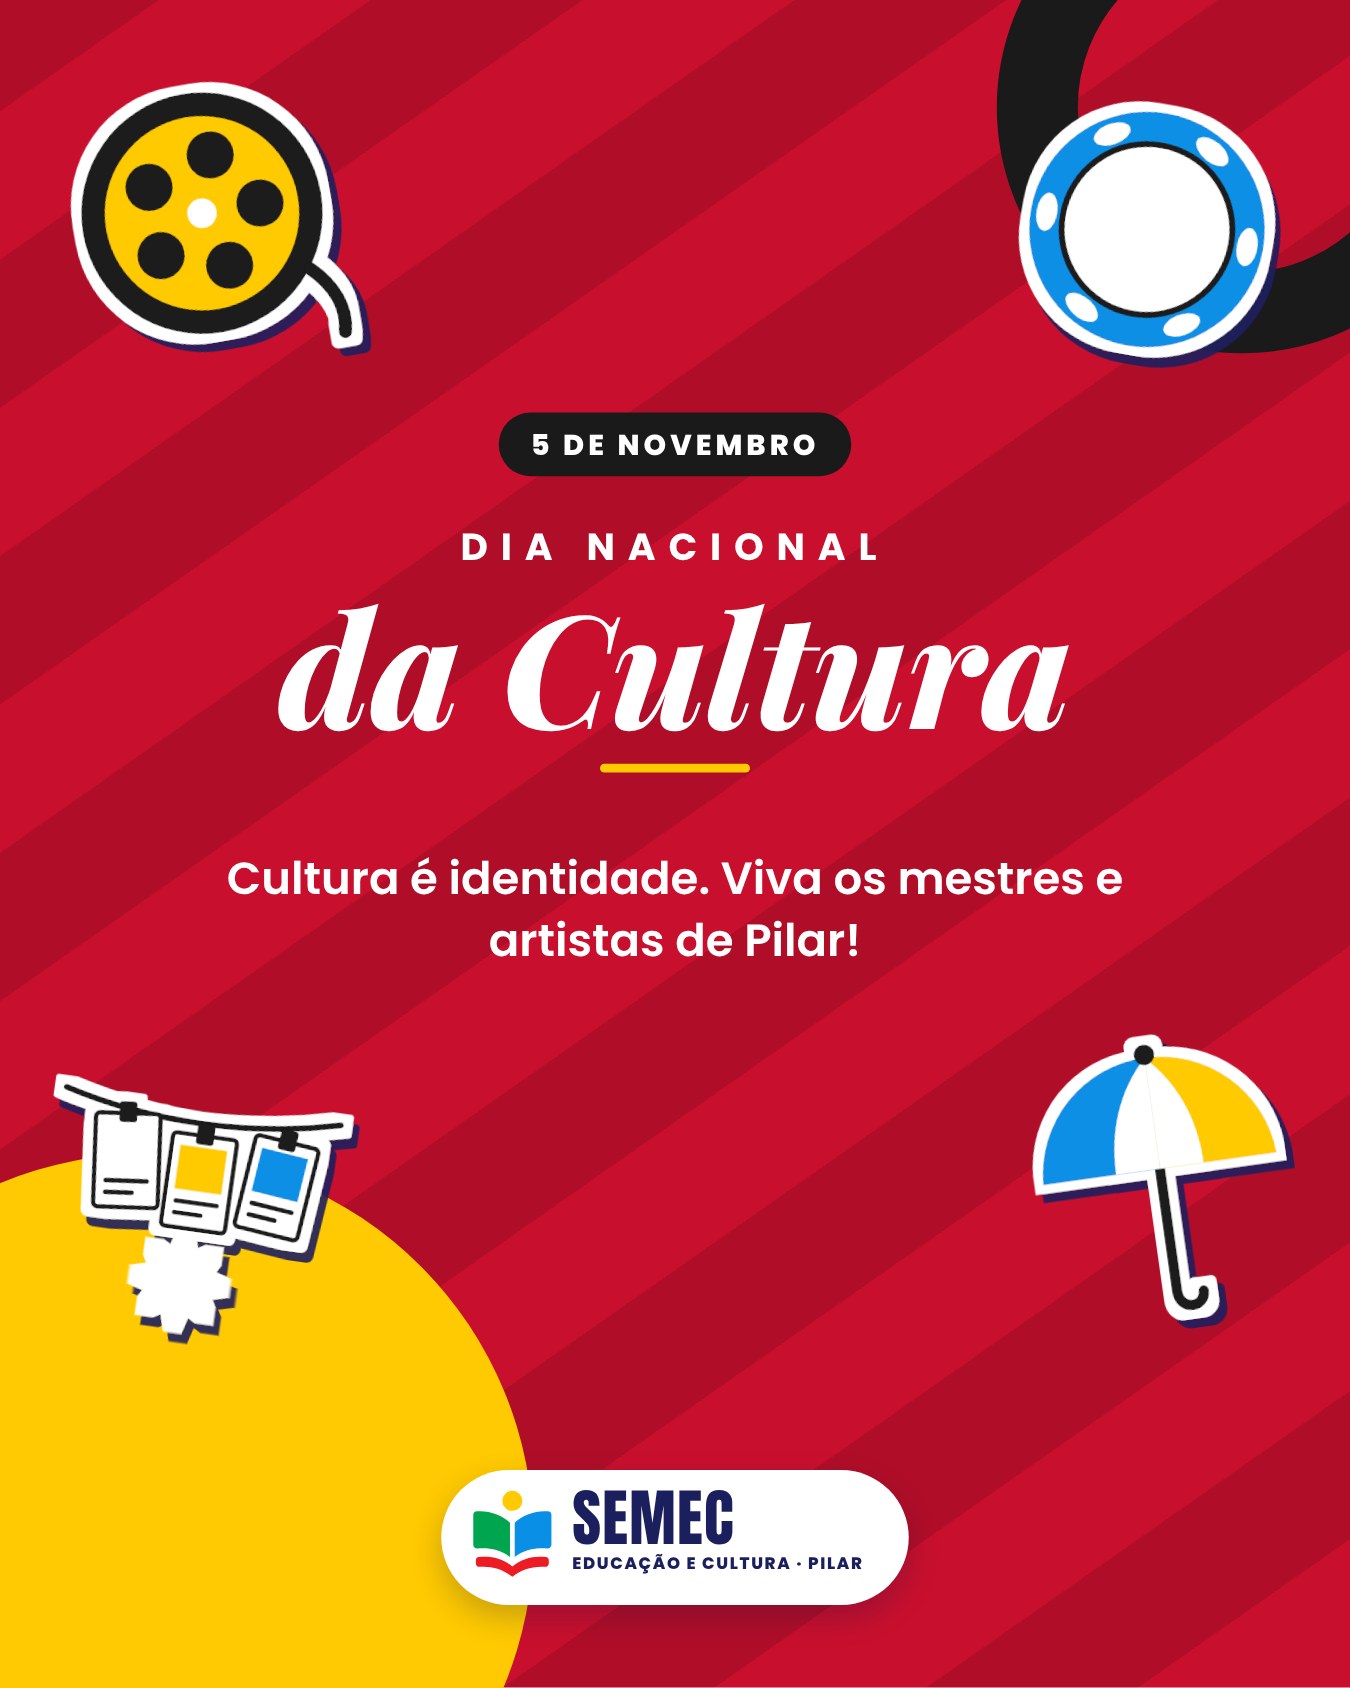 5 DE NOVEMBRO
DIA NACIONAL
da Cultura
Cultura é identidade. Viva os mestres e
artistas de Pilar!
SEMEC
EDUCAÇÃO E CULTURA · PILAR